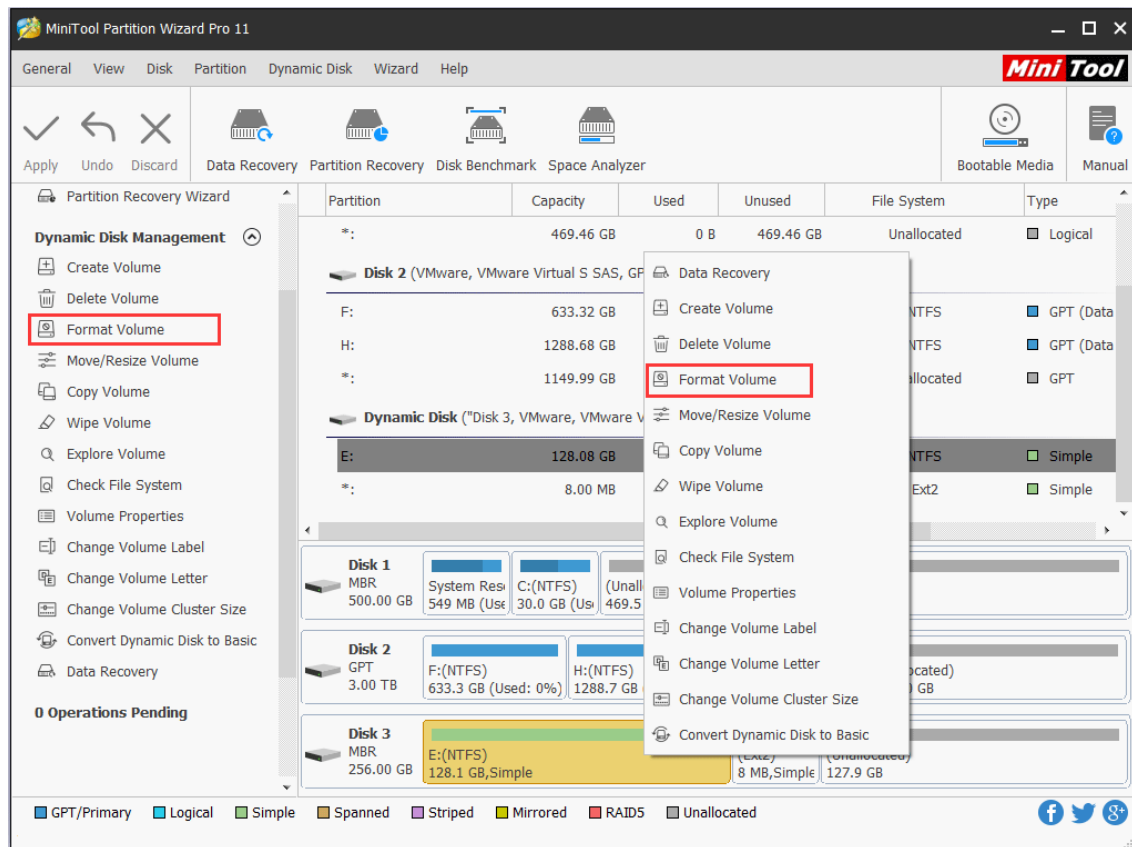 MiniTool Partition Wizard Pro 11
General View Disk Partition Dynamic Disk Wizard Help
Mini Tool
Apply Undo Discard Data Recovery Partition Recovery Disk Benchmark Space Analyzer Bootable Media Manual
Partition Recovery Wizard
Dynamic Disk Management
Create Volume
Delete Volume
Format Volume
Move/Resize Volume
Copy Volume
Wipe Volume
Explore Volume
Check File System
Volume Properties
Change Volume Label
Change Volume Letter
Change Volume Cluster Size
Convert Dynamic Disk to Basic
Data Recovery
0 Operations Pending
Partition Capacity Used Unused File System Type
*: 469.46 GB 0 B 469.46 GB Unallocated Logical
Disk 2 (VMware, VMware Virtual S SAS, GP
F: 633.32 GB NTFS GPT (Data
H: 1288.68 GB NTFS GPT (Data
*: 1149.99 GB allocated GPT
Dynamic Disk ("Disk 3, VMware, VMware V
E: 128.08 GB NTFS Simple
*: 8.00 MB Ext2 Simple
Data Recovery
Create Volume
Delete Volume
Format Volume
Move/Resize Volume
Copy Volume
Wipe Volume
Explore Volume
Check File System
Volume Properties
Change Volume Label
Change Volume Letter
Change Volume Cluster Size
Convert Dynamic Disk to Basic
Disk 1
MBR
500.00 GB
System Rese
549 MB (Use
C:(NTFS)
30.0 GB (Us
(Unall
469.5
Disk 2
GPT
3.00 TB
F:(NTFS)
633.3 GB (Used: 0%)
H:(NTFS)
1288.7 GB
ocated)
GB
Disk 3
MBR
256.00 GB
E:(NTFS)
128.1 GB,Simple
(Ext2)
8 MB,Simple
(Unallocated)
127.9 GB
GPT/Primary Logical Simple Spanned Striped Mirrored RAID5 Unallocated